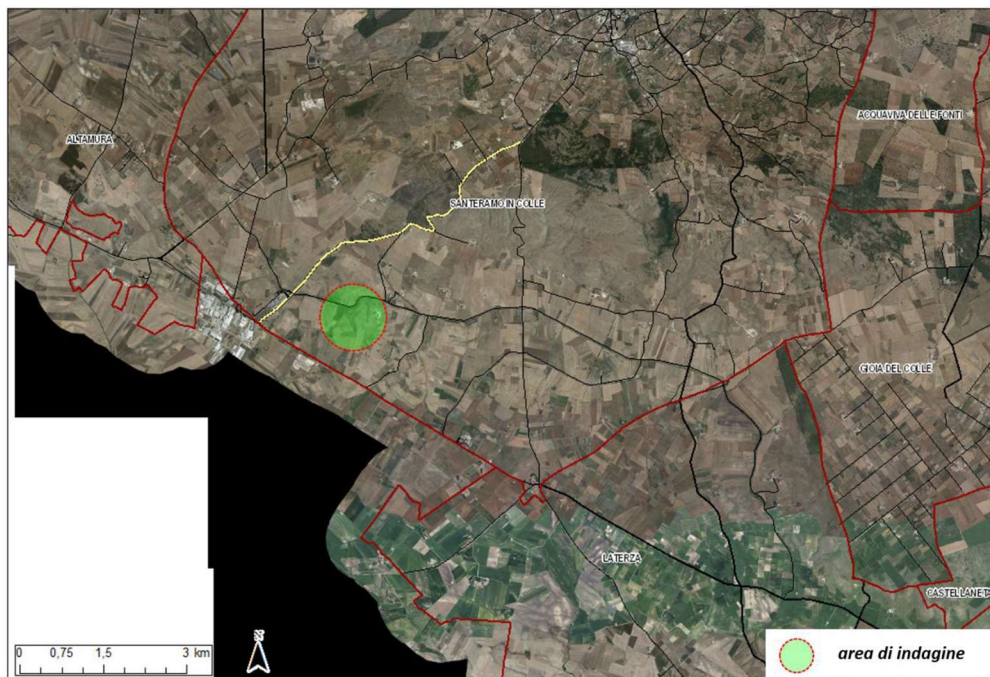 ALTAMURA
ACQUAVIVA DELLE FONTI
SANTERAMO IN COLLE
GIOIA DEL COLLE
LATERZA
CASTELLANETA
0 0,75 1,5 3 km
area di indagine